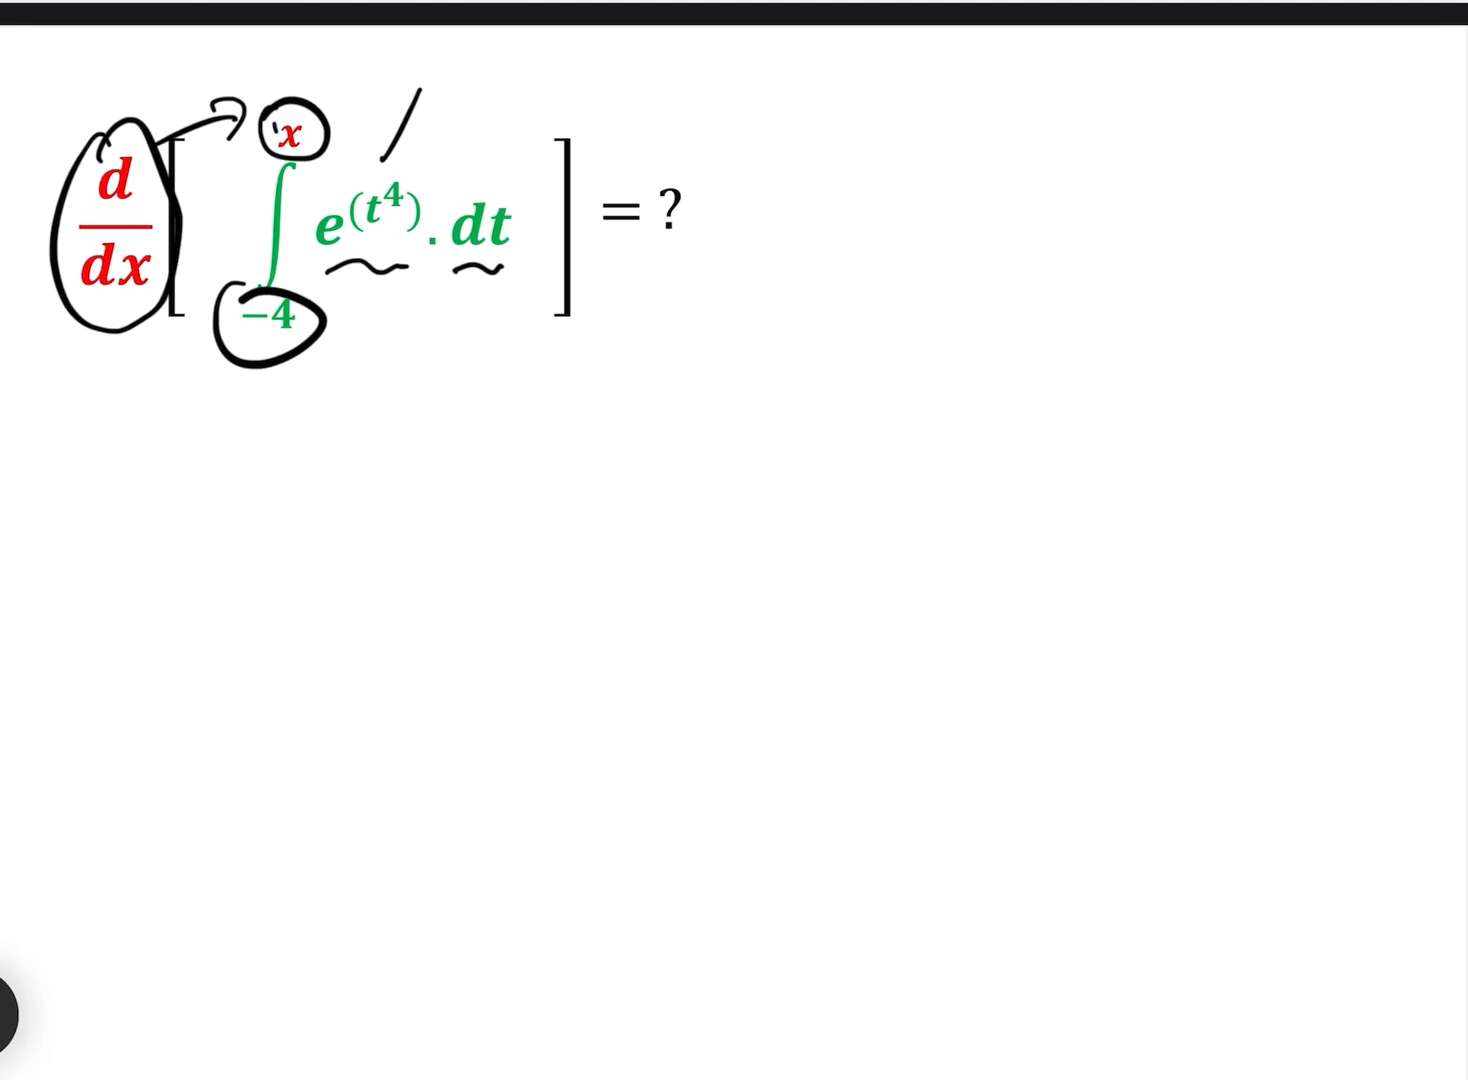 d/dx [ ∫_{-4}^{x} e^{(t^4)} . dt ] = ?